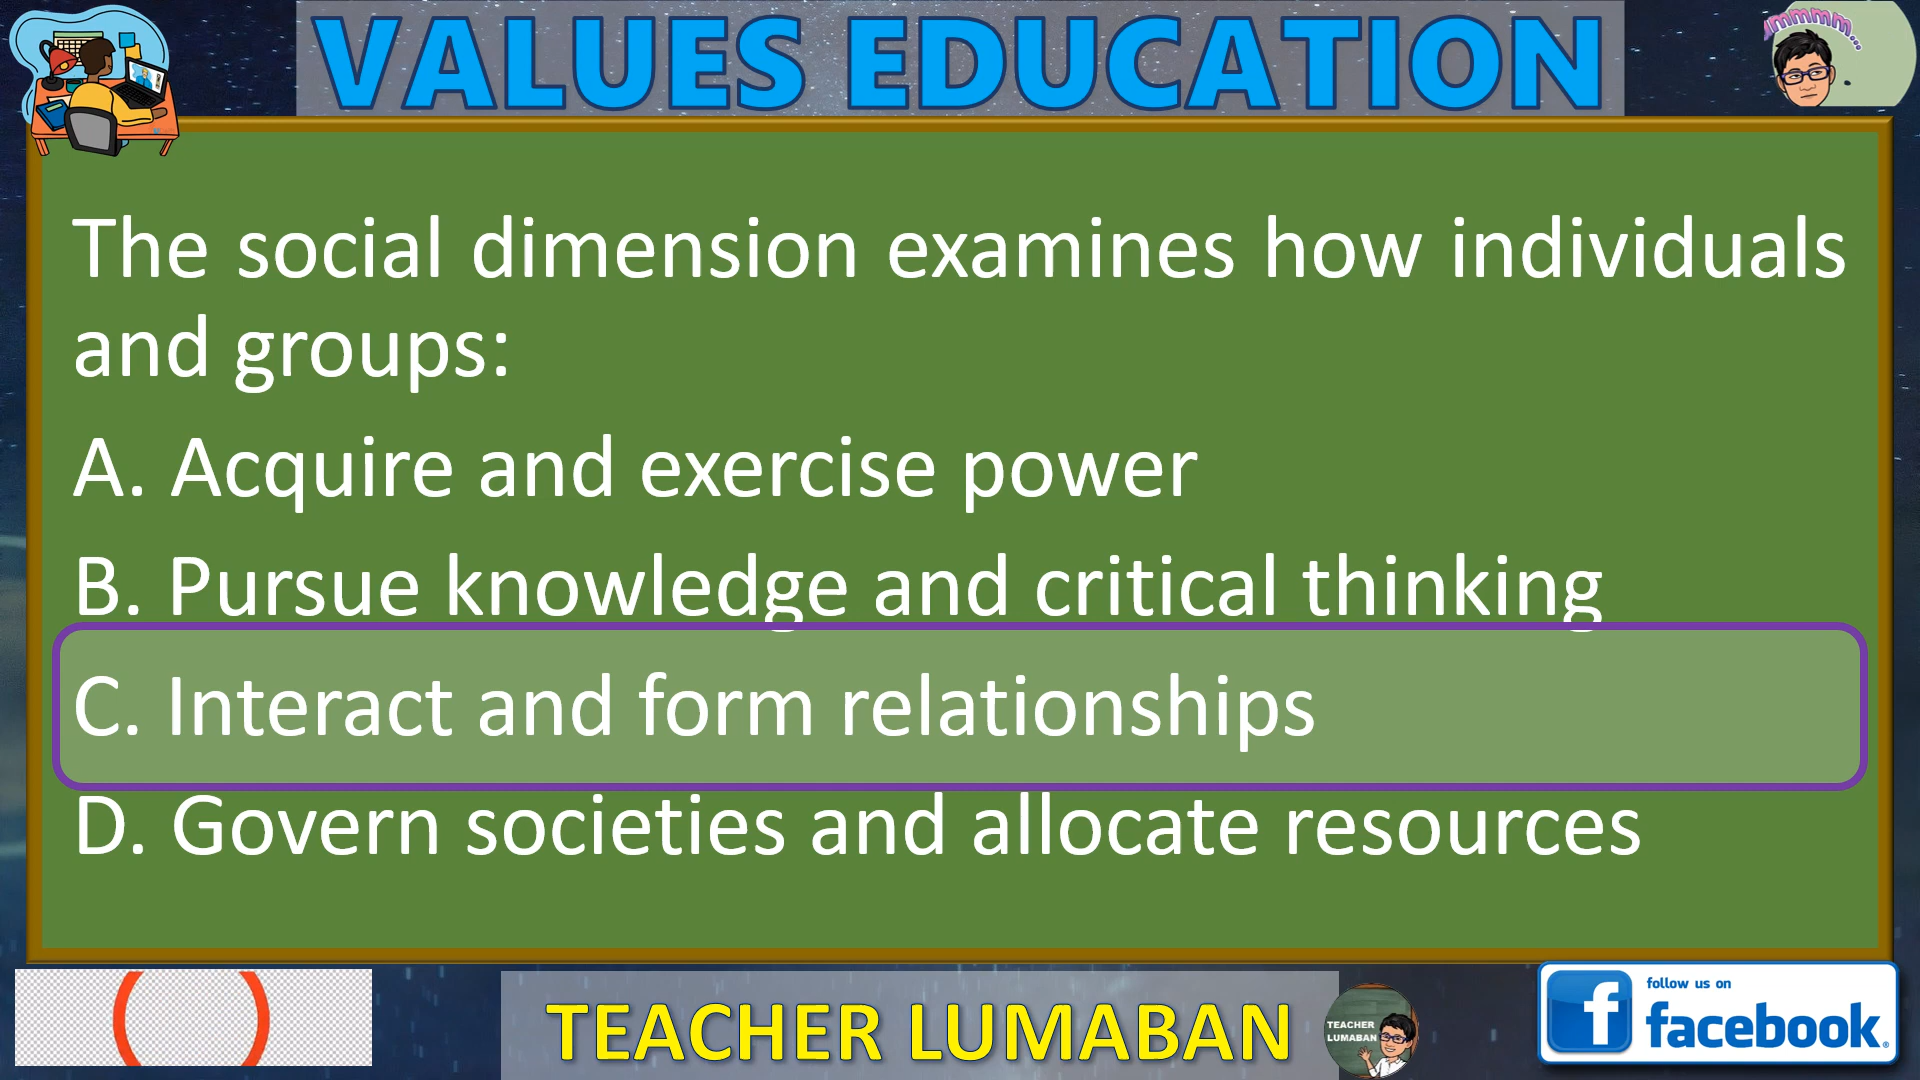 VALUES EDUCATION
ummmm...
The social dimension examines how individuals
and groups:
A. Acquire and exercise power
B. Pursue knowledge and critical thinking
C. Interact and form relationships
D. Govern societies and allocate resources
TEACHER LUMABAN
TEACHER
LUMABAN
follow us on
facebook